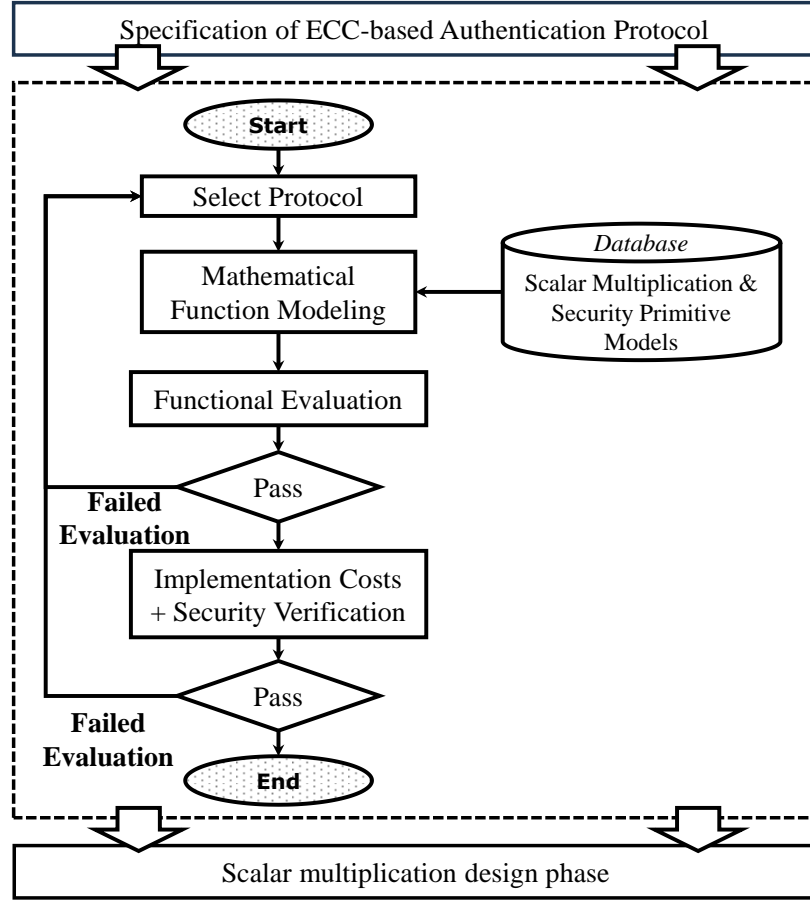 Specification of ECC-based Authentication Protocol
Start
Select Protocol
Mathematical
Function Modeling
Database
Scalar Multiplication &
Security Primitive
Models
Functional Evaluation
Pass
Failed
Evaluation
Implementation Costs
+ Security Verification
Pass
Failed
Evaluation
End
Scalar multiplication design phase